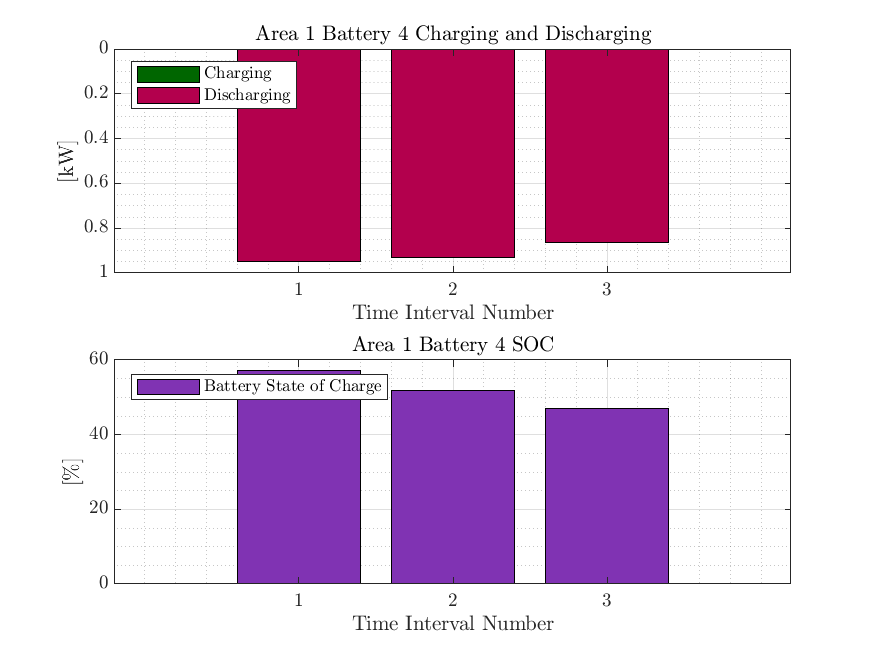 Area 1 Battery 4 Charging and Discharging
0
0.2
0.4
0.6
0.8
1
[kW]
Charging
Discharging
1 2 3
Time Interval Number
Area 1 Battery 4 SOC
60
40
20
0
[%]
Battery State of Charge
1 2 3
Time Interval Number